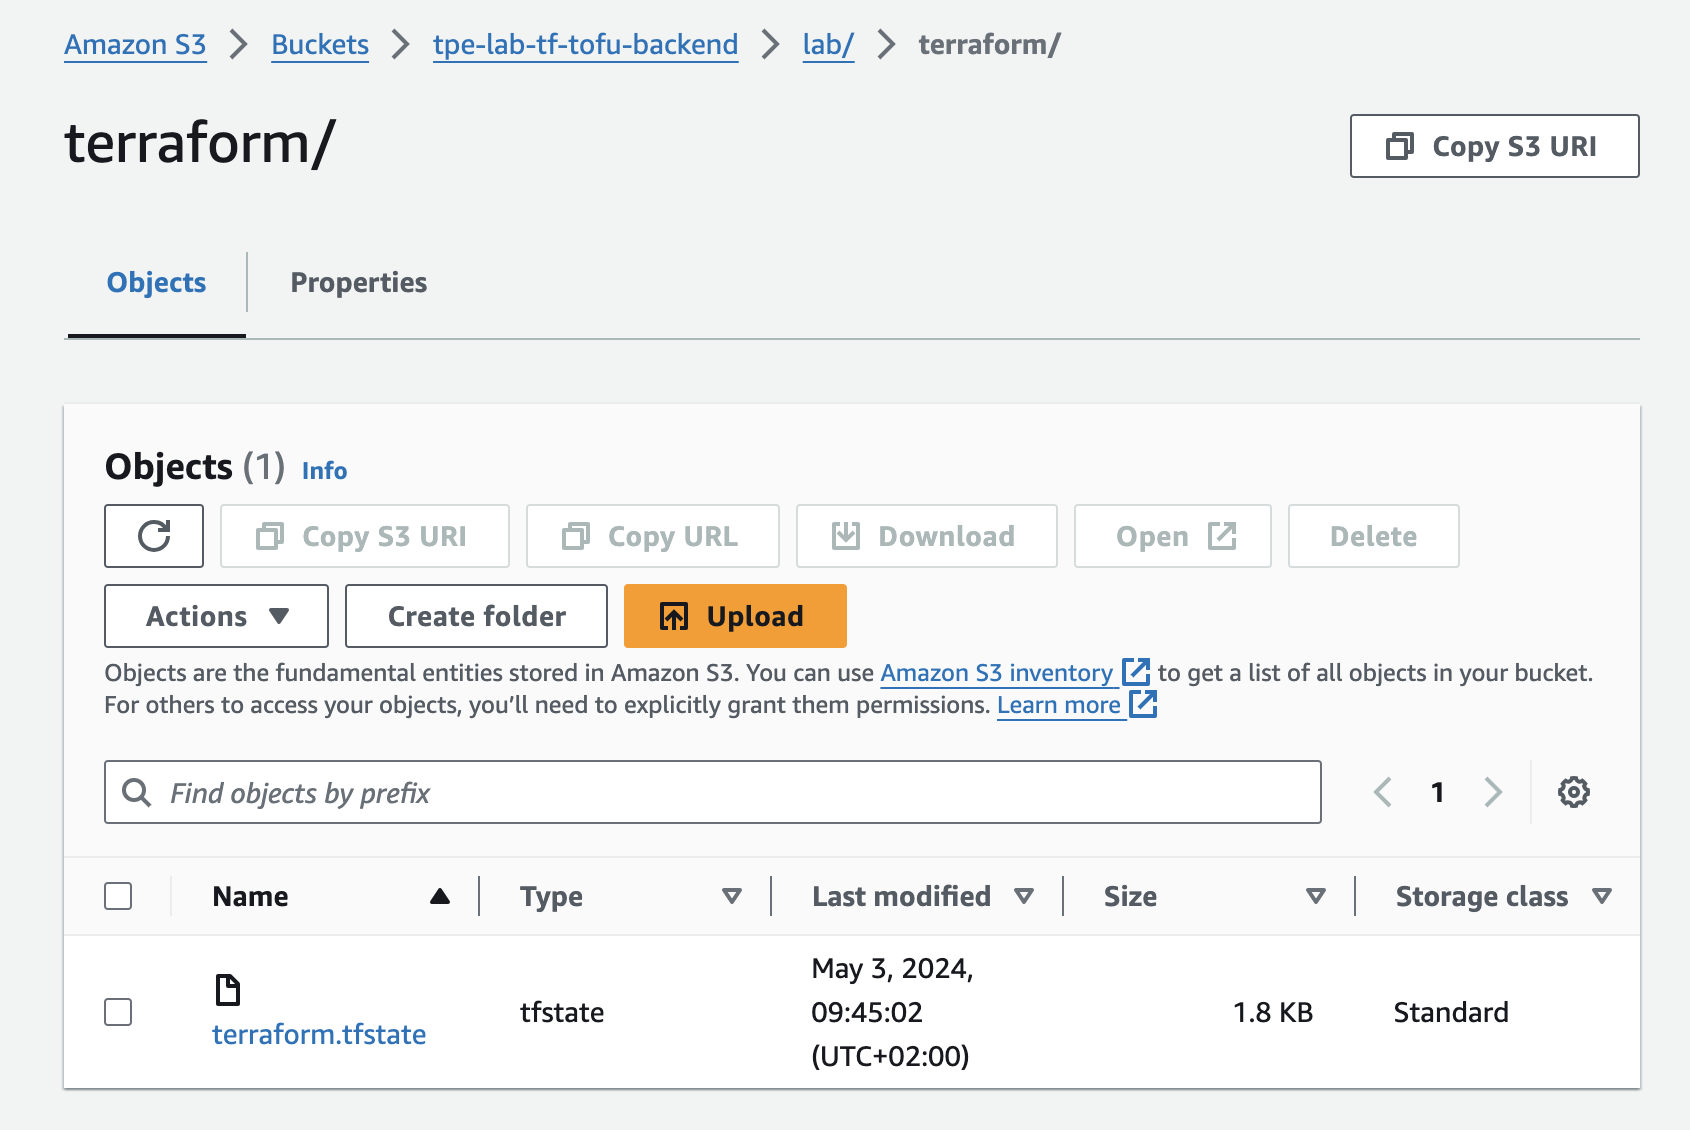 Amazon S3 Buckets tpe-lab-tf-tofu-backend lab/ terraform/
terraform/
Copy S3 URI
Objects Properties
Objects (1) Info
Copy S3 URI Copy URL Download Open Delete
Actions Create folder Upload
Objects are the fundamental entities stored in Amazon S3. You can use Amazon S3 inventory to get a list of all objects in your bucket.
For others to access your objects, you’ll need to explicitly grant them permissions. Learn more
Find objects by prefix 1
Name Type Last modified Size Storage class
terraform.tfstate tfstate May 3, 2024, 09:45:02 (UTC+02:00) 1.8 KB Standard